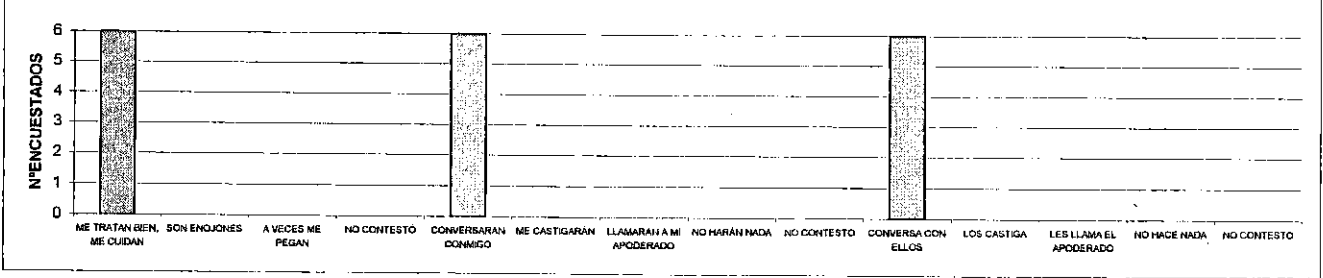 NºENCUESTADOS
6
5
4
3
2
1
0
ME TRATAN BIEN, ME CUIDAN
SON ENOJONES
A VECES ME PEGAN
NO CONTESTÓ
CONVERSARAN CONMIGO
ME CASTIGARÁN
LLAMARAN A MI APODERADO
NO HARÁN NADA
NO CONTESTO
CONVERSA CON ELLOS
LOS CASTIGA
LES LLAMA EL APODERADO
NO HACE NADA
NO CONTESTO